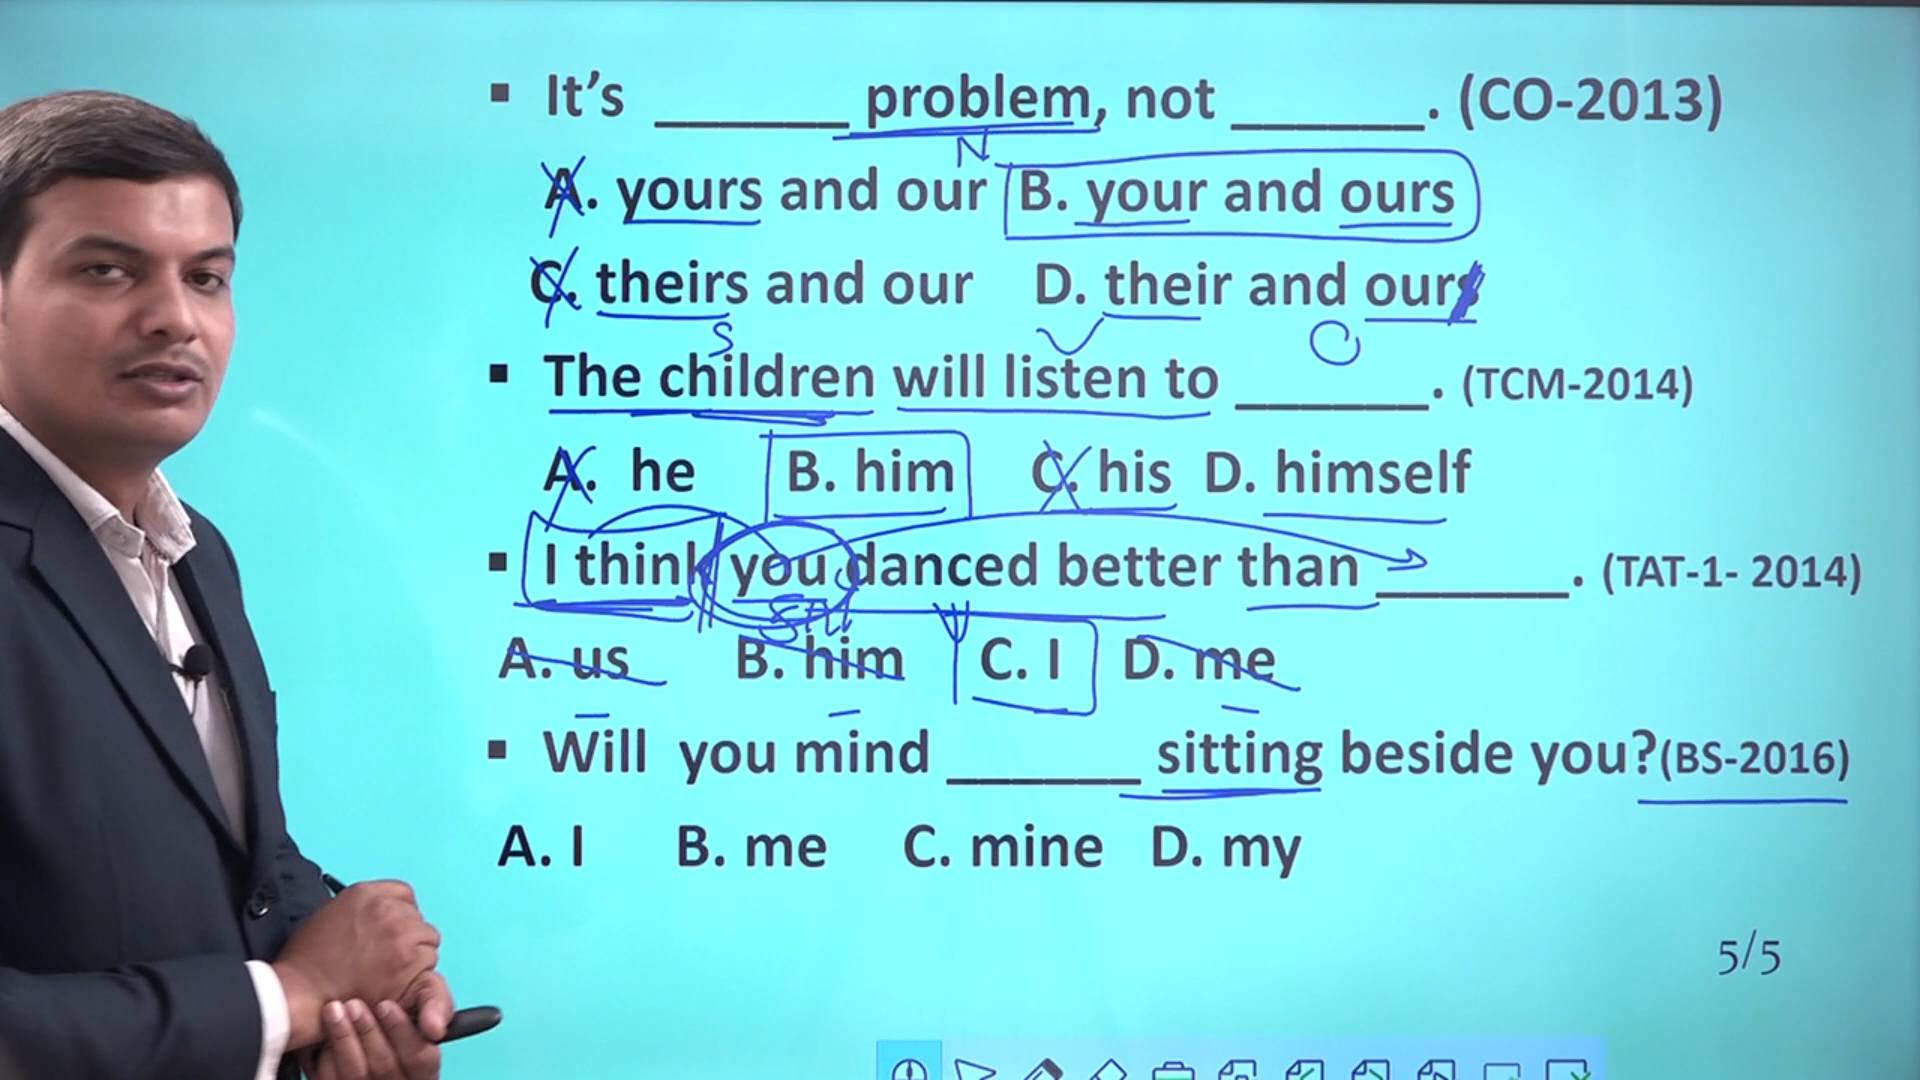 ▪ It's ______ problem, not ______. (CO-2013)
N
A. yours and our B. your and ours
C. theirs and our D. their and ours
S O
▪ The children will listen to ______. (TCM-2014)
A. he B. him C. his D. himself
▪ I think you danced better than ______. (TAT-1- 2014)
A. us B. him C. I D. me
▪ Will you mind ______ sitting beside you?(BS-2016)
A. I B. me C. mine D. my
5/5